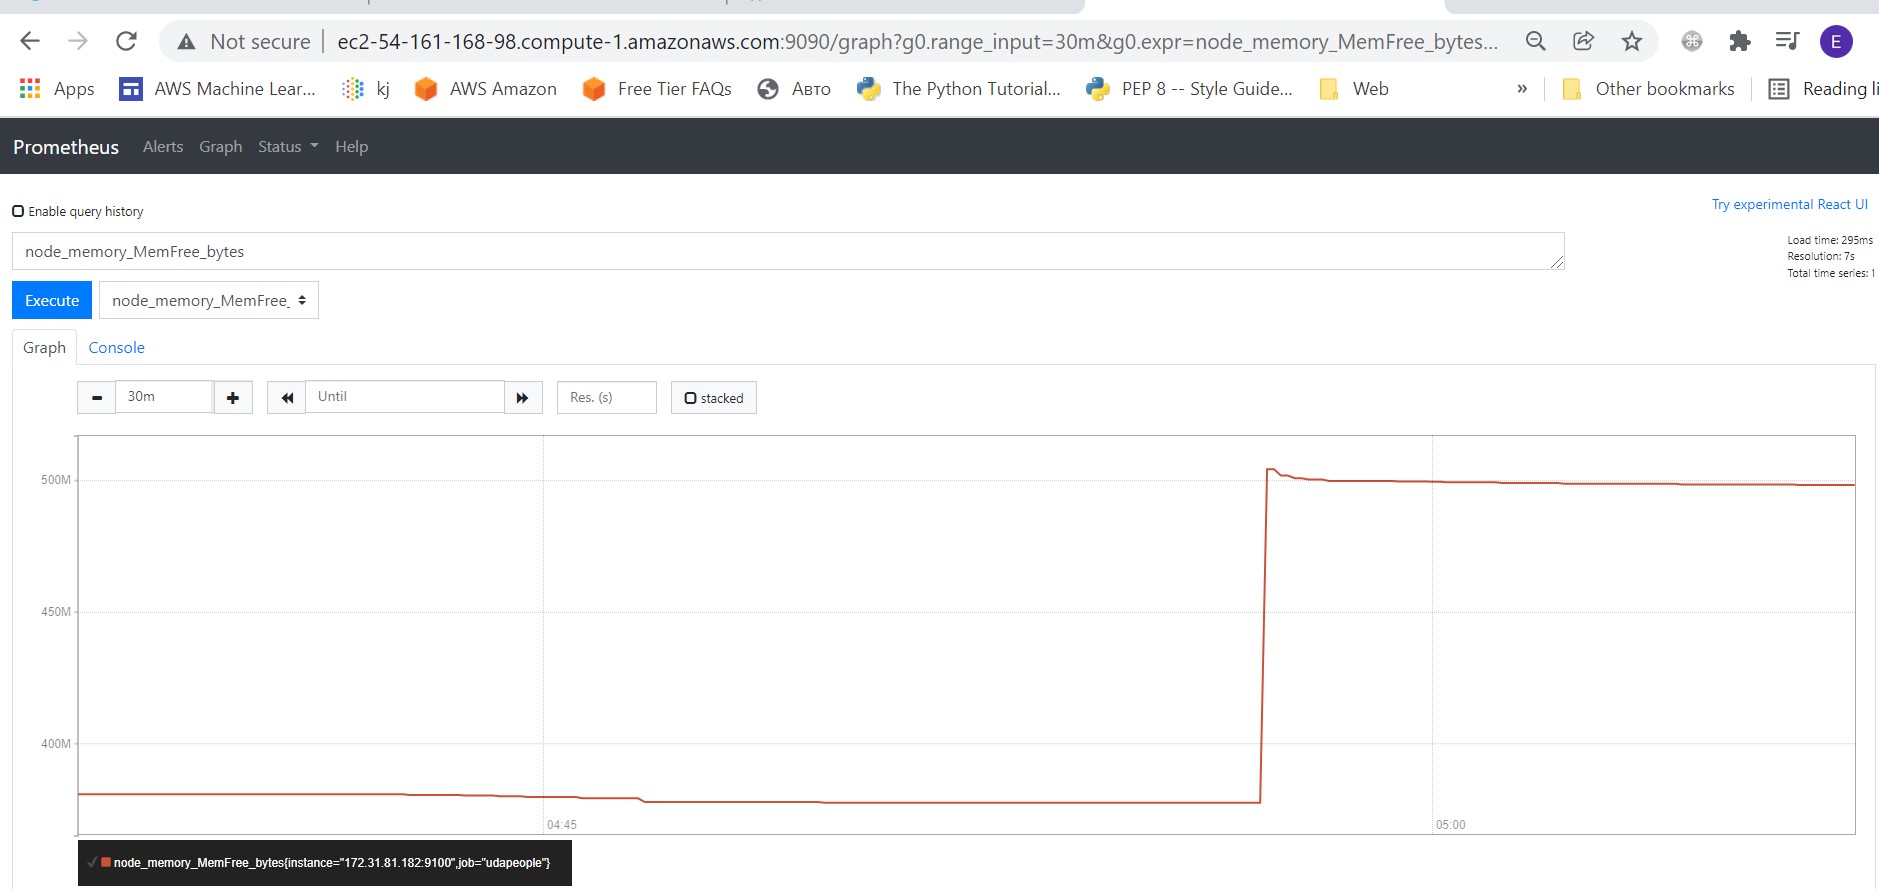 Not secure | ec2-54-161-168-98.compute-1.amazonaws.com:9090/graph?g0.range_input=30m&g0.expr=node_memory_MemFree_bytes... E
Apps AWS Machine Lear... kj AWS Amazon Free Tier FAQs Авто The Python Tutorial... PEP 8 -- Style Guide... Web » Other bookmarks Reading li
Prometheus Alerts Graph Status Help
Enable query history
Try experimental React UI
node_memory_MemFree_bytes
Load time: 295ms
Resolution: 7s
Total time series: 1
Execute node_memory_MemFree_
Graph Console
30m Until Res. (s) stacked
500M
450M
400M
04:45 05:00
node_memory_MemFree_bytes{instance="172.31.81.182:9100",job="udapeople"}